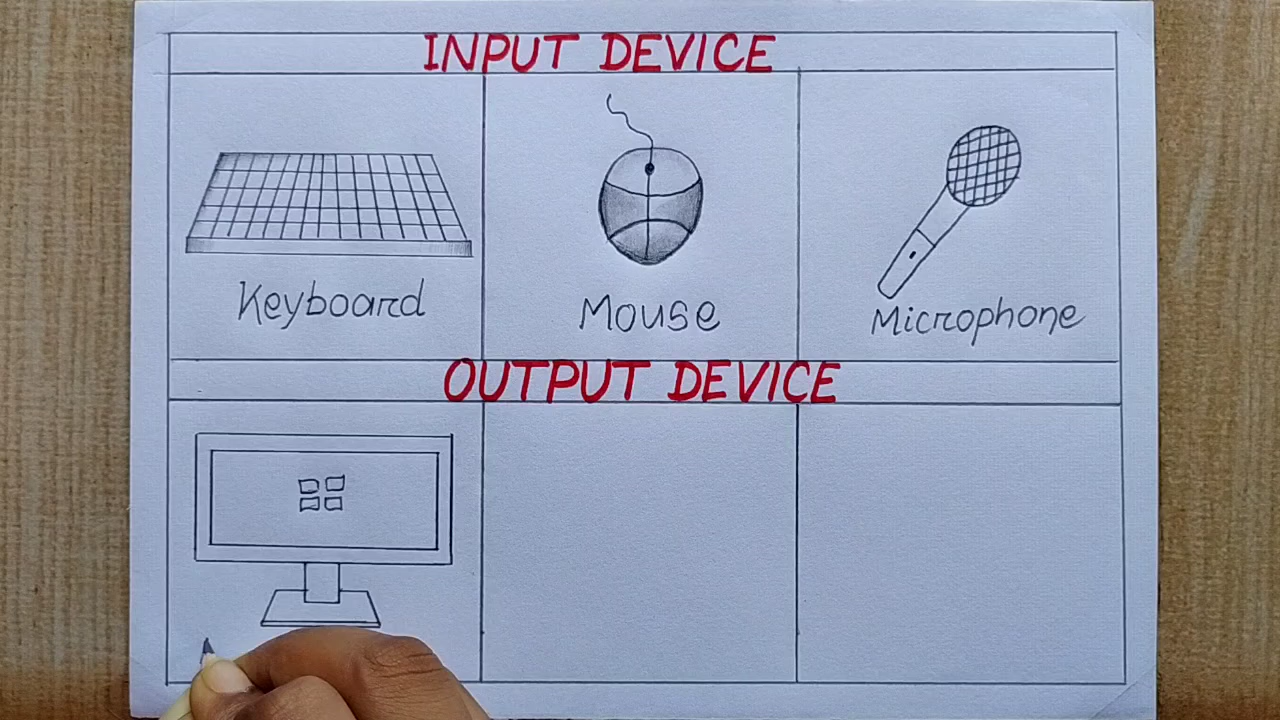 INPUT DEVICE
Keyboard
Mouse
Microphone
OUTPUT DEVICE